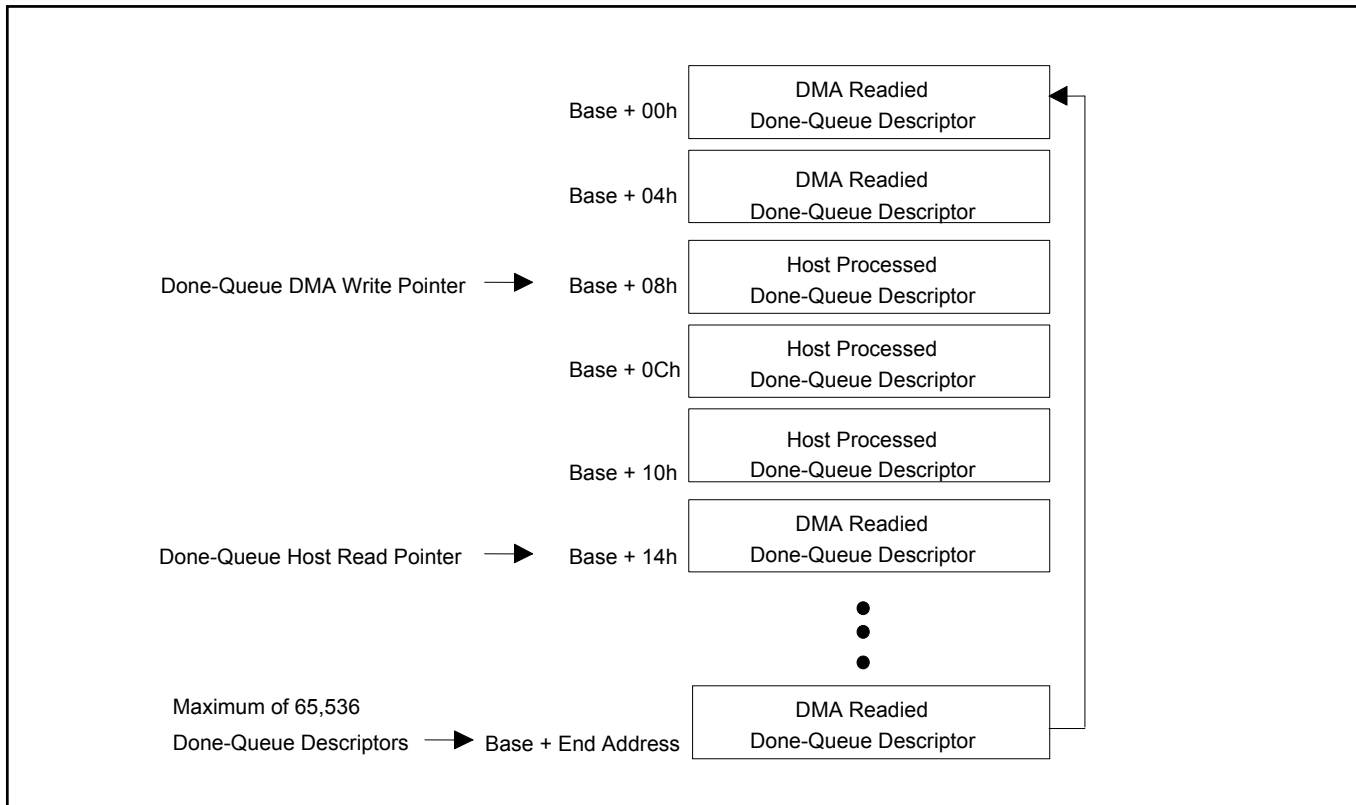 Base + 00h
DMA Readied
Done-Queue Descriptor
Base + 04h
DMA Readied
Done-Queue Descriptor
Done-Queue DMA Write Pointer
Base + 08h
Host Processed
Done-Queue Descriptor
Base + 0Ch
Host Processed
Done-Queue Descriptor
Base + 10h
Host Processed
Done-Queue Descriptor
Done-Queue Host Read Pointer
Base + 14h
DMA Readied
Done-Queue Descriptor
Maximum of 65,536
Done-Queue Descriptors
Base + End Address
DMA Readied
Done-Queue Descriptor